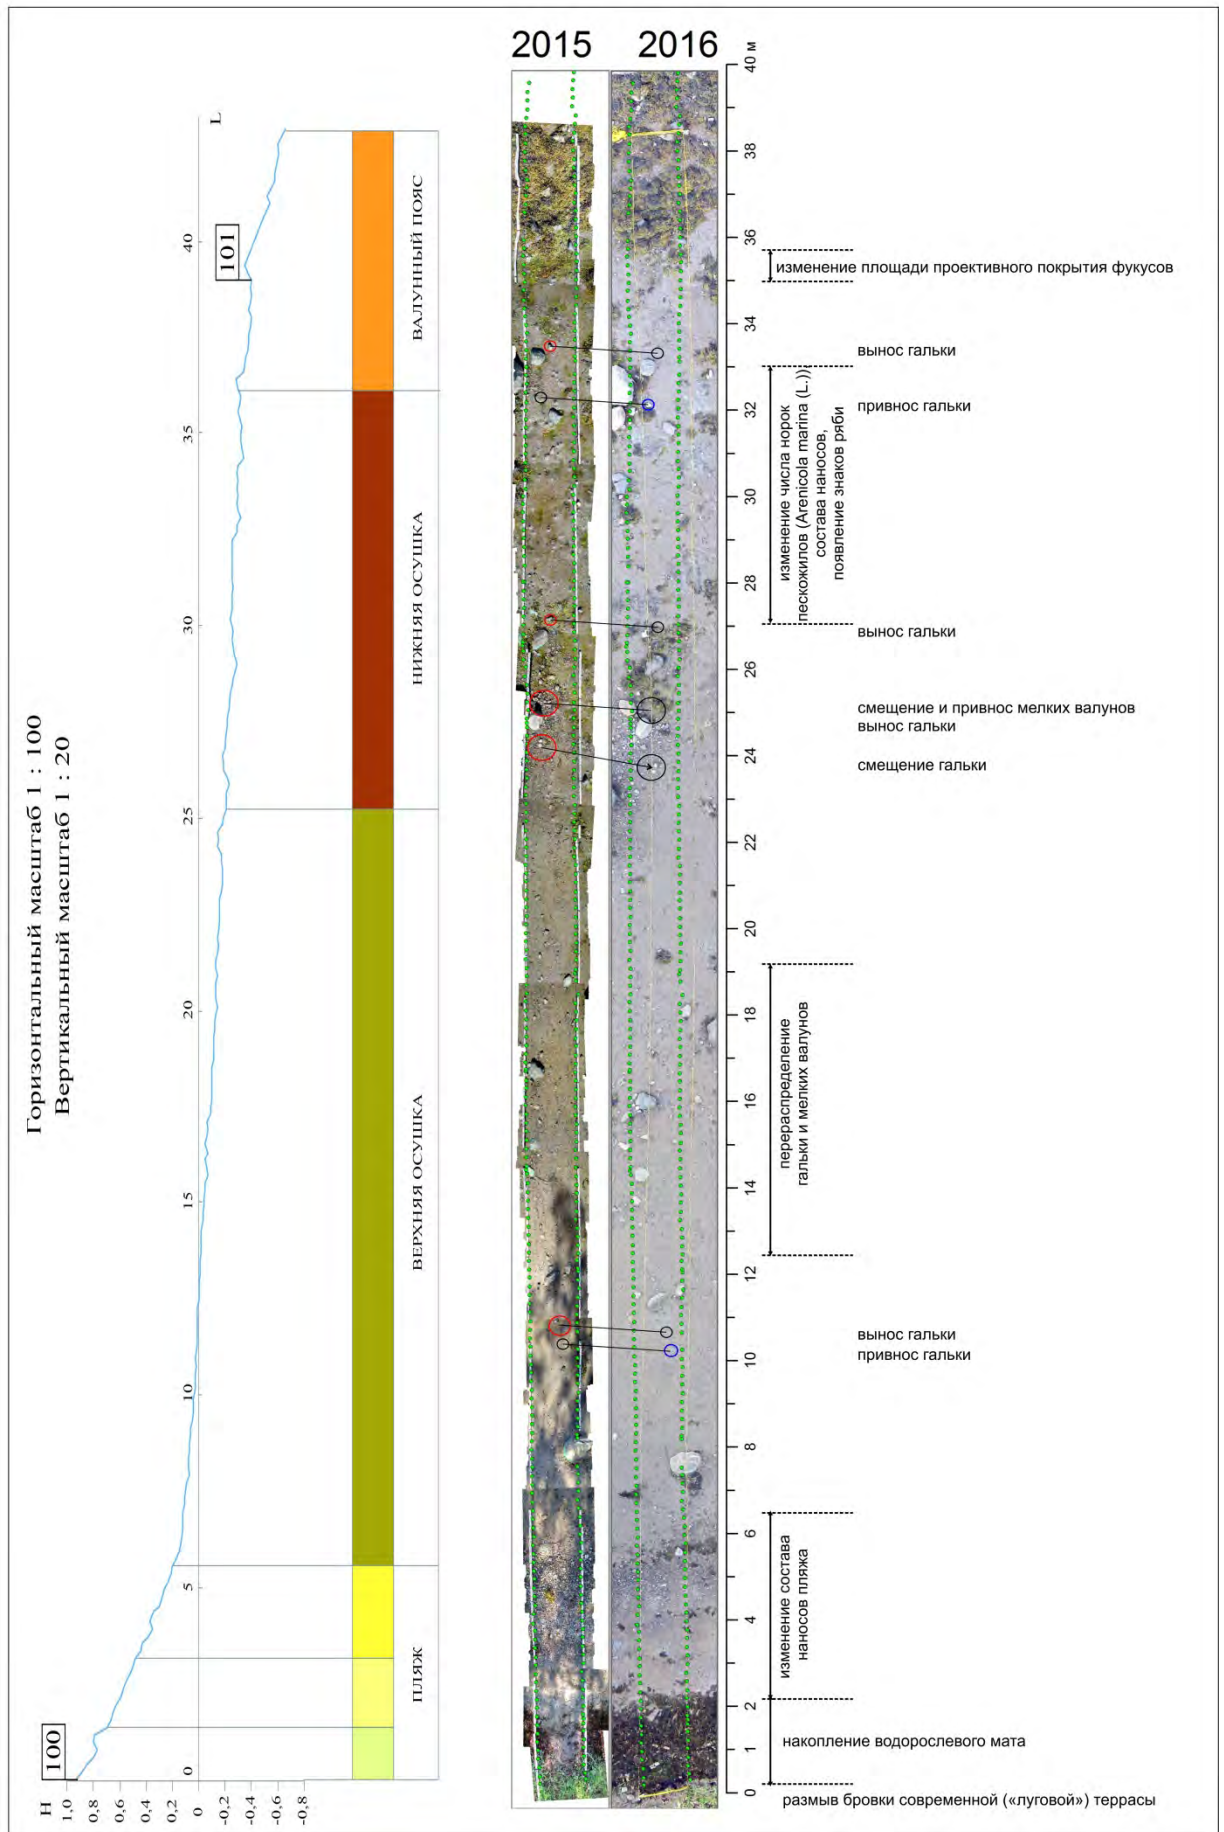 Горизонтальный масштаб 1 : 100
Вертикальный масштаб 1 : 20
H
1,0
0,8
0,6
0,4
0,2
0
-0,2
-0,4
-0,6
-0,8
L
0
5
10
15
20
25
30
35
40
100
101
ПЛЯЖ
ВЕРХНЯЯ ОСУШКА
НИЖНЯЯ ОСУШКА
ВАЛУННЫЙ ПОЯС
2015
2016
40 м
38
36
34
32
30
28
26
24
22
20
18
16
14
12
10
8
6
4
2
1
0
изменение площади проективного покрытия фукусов
вынос гальки
привнос гальки
изменение числа норок
пескожилов (Arenicola marina (L.)),
состава наносов,
появление знаков ряби
вынос гальки
смещение и привнос мелких валунов
вынос гальки
смещение гальки
перераспределение
гальки и мелких валунов
вынос гальки
привнос гальки
изменение состава
наносов пляжа
накопление водорослевого мата
размыв бровки современной («луговой») террасы